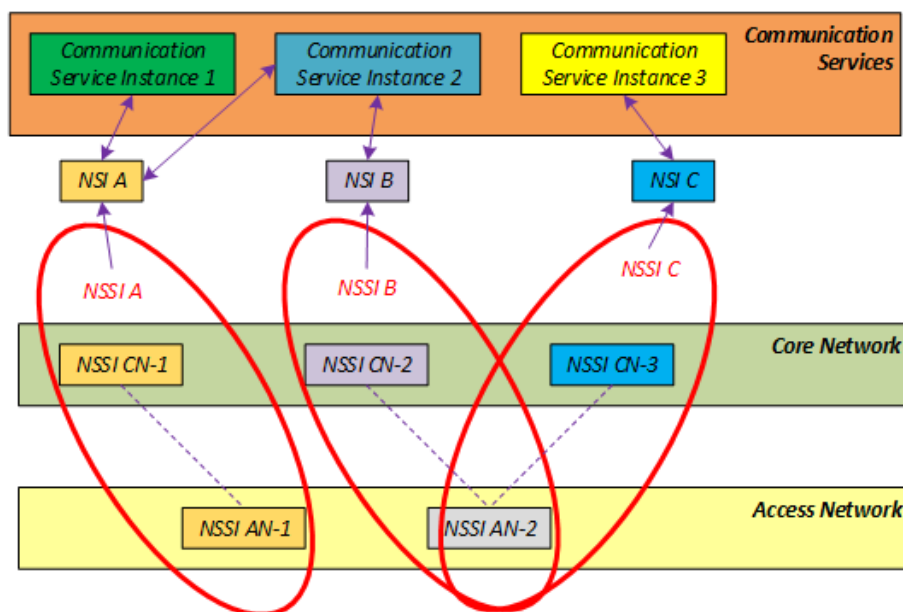 Communication
Service Instance 1
Communication
Service Instance 2
Communication
Service Instance 3
Communication
Services
NSI A
NSI B
NSI C
NSSI A
NSSI B
NSSI C
Core Network
NSSI CN-1
NSSI CN-2
NSSI CN-3
Access Network
NSSI AN-1
NSSI AN-2